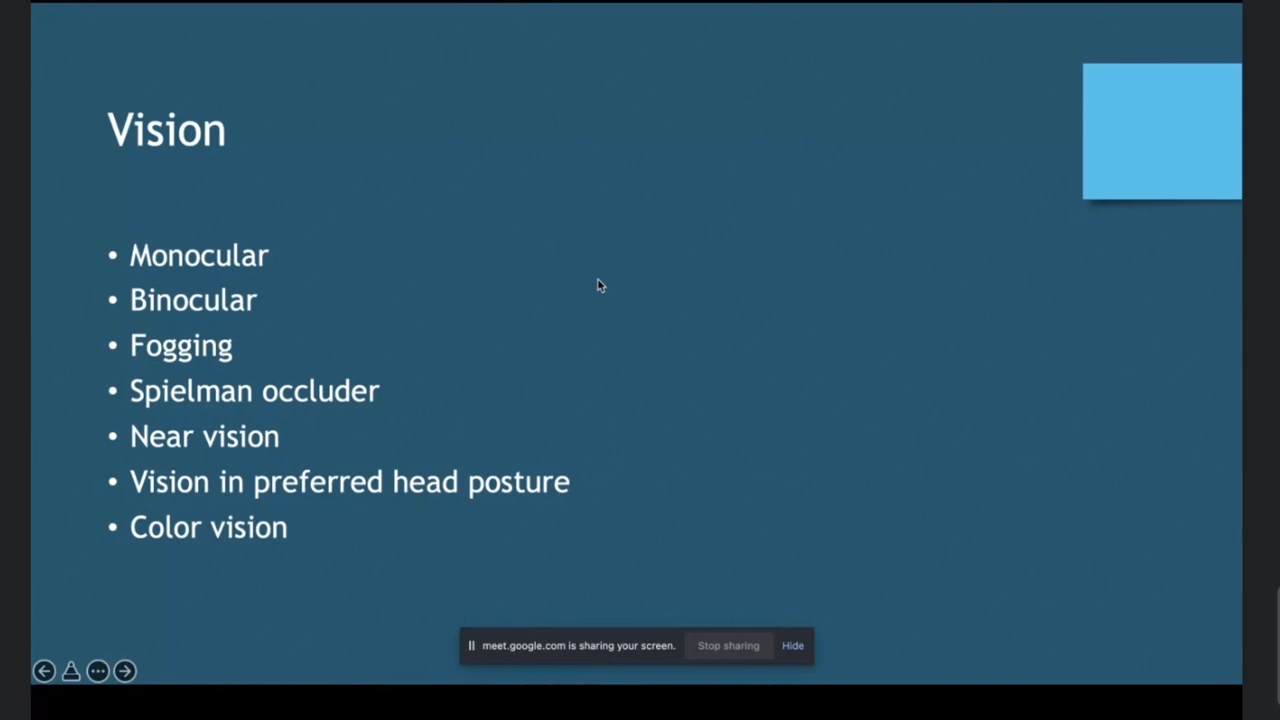 Vision
• Monocular
• Binocular
• Fogging
• Spielman occluder
• Near vision
• Vision in preferred head posture
• Color vision
meet.google.com is sharing your screen. Stop sharing Hide